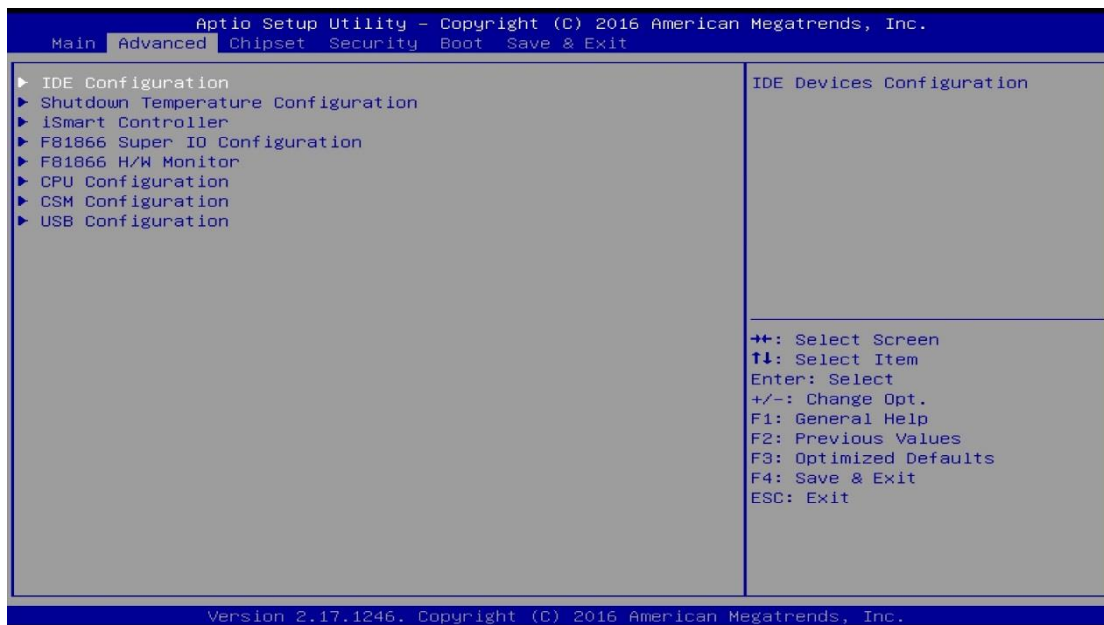 Aptio Setup Utility – Copyright (C) 2016 American Megatrends, Inc.
Main Advanced Chipset Security Boot Save & Exit
► IDE Configuration
► Shutdown Temperature Configuration
► iSmart Controller
► F81866 Super IO Configuration
► F81866 H/W Monitor
► CPU Configuration
► CSM Configuration
► USB Configuration
IDE Devices Configuration
→←: Select Screen
↑↓: Select Item
Enter: Select
+/-: Change Opt.
F1: General Help
F2: Previous Values
F3: Optimized Defaults
F4: Save & Exit
ESC: Exit
Version 2.17.1246. Copyright (C) 2016 American Megatrends, Inc.